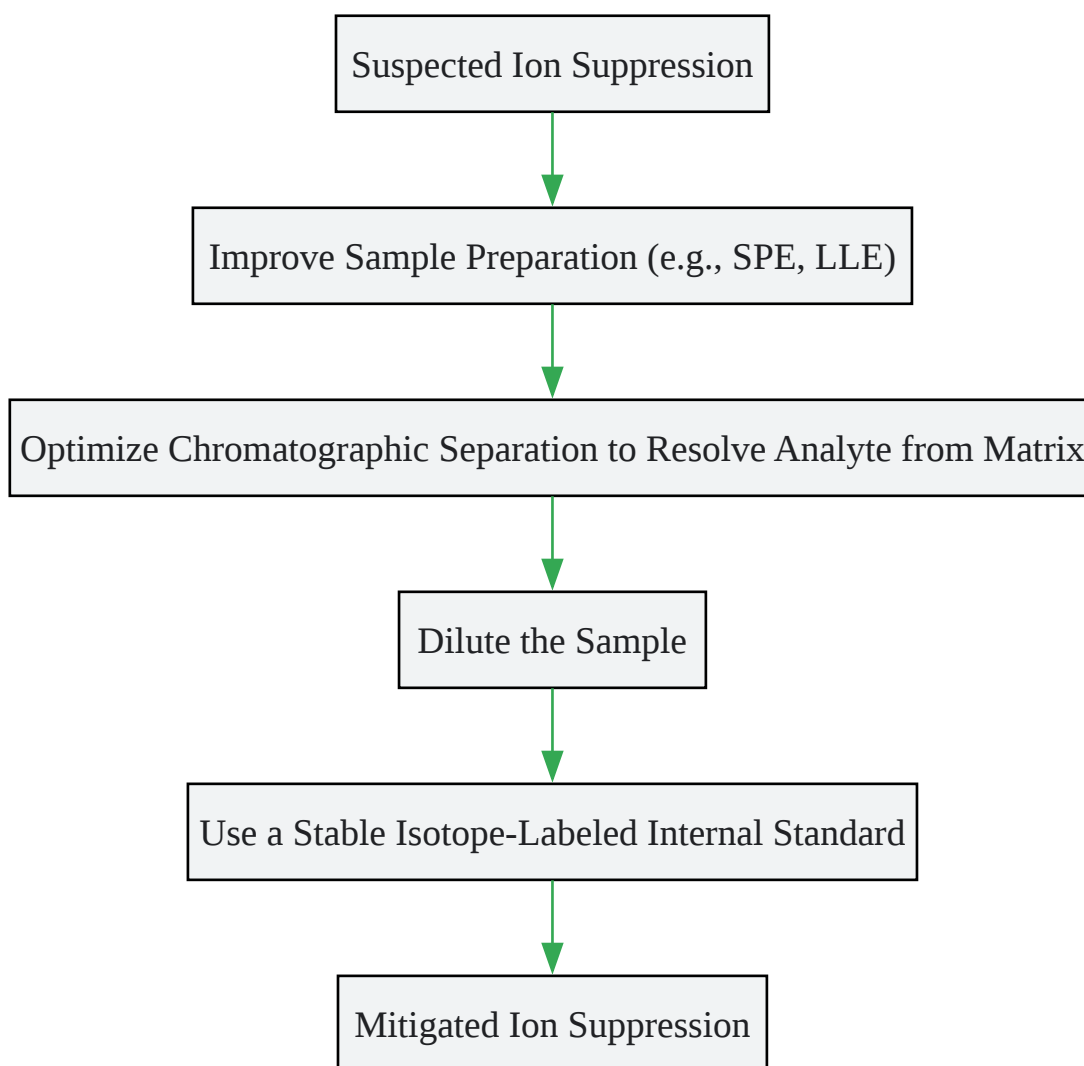 Suspected Ion Suppression
Improve Sample Preparation (e.g., SPE, LLE)
Optimize Chromatographic Separation to Resolve Analyte from Matrix
Dilute the Sample
Use a Stable Isotope-Labeled Internal Standard
Mitigated Ion Suppression